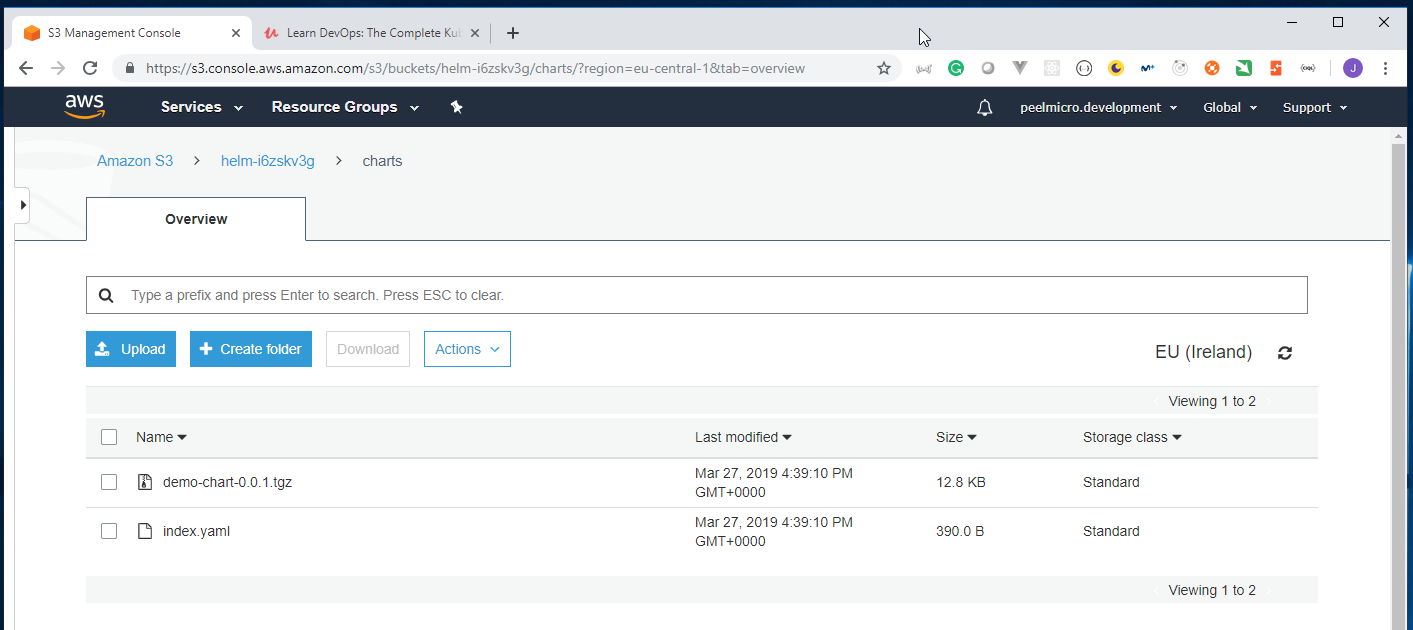 S3 Management Console
Learn DevOps: The Complete Kub
https://s3.console.aws.amazon.com/s3/buckets/helm-i6zskv3g/charts/?region=eu-central-1&tab=overview
J
aws Services Resource Groups peelmicro.development Global Support
Amazon S3 > helm-i6zskv3g > charts
Overview
Type a prefix and press Enter to search. Press ESC to clear.
Upload + Create folder Download Actions EU (Ireland)
Viewing 1 to 2
Name Last modified Size Storage class
demo-chart-0.0.1.tgz Mar 27, 2019 4:39:10 PM 12.8 KB Standard
GMT+0000
index.yaml Mar 27, 2019 4:39:10 PM 390.0 B Standard
GMT+0000
Viewing 1 to 2